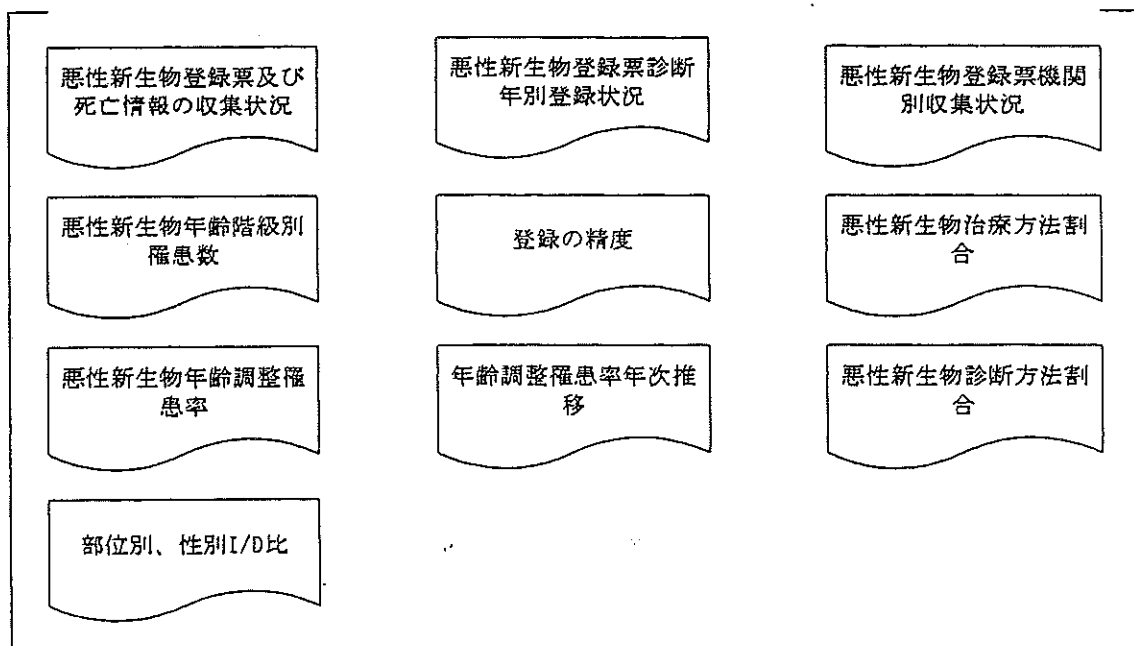 悪性新生物登録票及び
死亡情報の収集状況
悪性新生物登録票診断
年別登録状況
悪性新生物登録票機関
別収集状況
悪性新生物年齢階級別
罹患数
登録の精度
悪性新生物治療方法割
合
悪性新生物年齢調整罹
患率
年齢調整罹患率年次推
移
悪性新生物診断方法割
合
部位別、性別I/D比